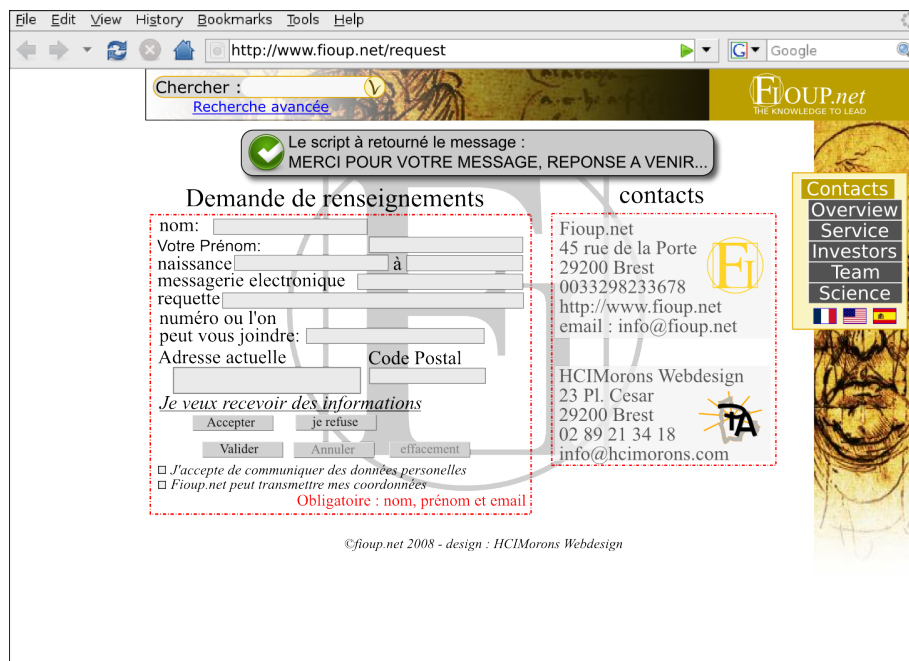 File Edit View History Bookmarks Tools Help
http://www.fioup.net/request
G Google
Chercher : V
Recherche avancée
FIOUP.net
THE KNOWLEDGE TO LEAD
Le script à retourné le message :
MERCI POUR VOTRE MESSAGE, REPONSE A VENIR...
Demande de renseignements
nom:
Votre Prénom:
naissance à
messagerie electronique
requette
numéro ou l'on
peut vous joindre:
Adresse actuelle Code Postal
Je veux recevoir des informations
Accepter je refuse
Valider Annuler effacement
J'accepte de communiquer des données personelles
Fioup.net peut transmettre mes coordonnées
Obligatoire : nom, prénom et email
contacts
Fioup.net
45 rue de la Porte
29200 Brest
0033298233678
http://www.fioup.net
email : info@fioup.net
FI
HCIMorons Webdesign
23 Pl. Cesar
29200 Brest
02 89 21 34 18
info@hcimorons.com
Contacts
Overview
Service
Investors
Team
Science
©fioup.net 2008 - design : HCIMorons Webdesign